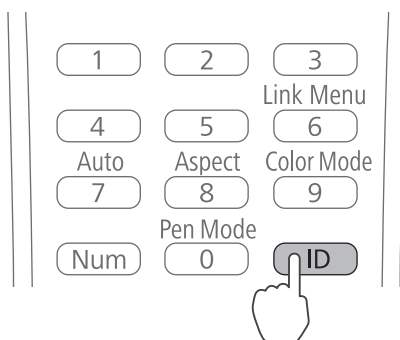 1 2 3
Link Menu
4 5 6
Auto Aspect Color Mode
7 8 9
Pen Mode
Num 0 ID